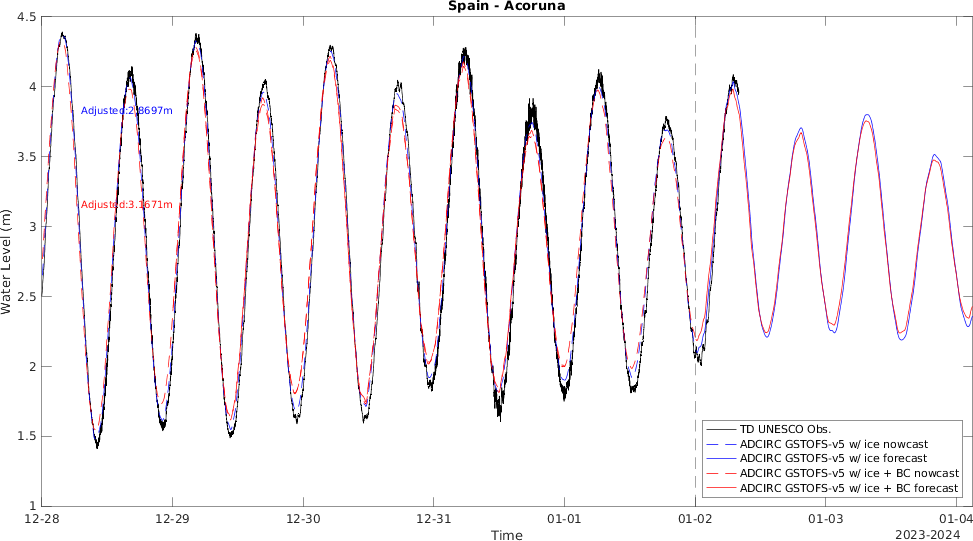 Spain - Acoruna
4.5
4
3.5
3
2.5
2
1.5
1
Water Level (m)
Adjusted:2.8697m
Adjusted:3.1671m
TD UNESCO Obs.
ADCIRC GSTOFS-v5 w/ ice nowcast
ADCIRC GSTOFS-v5 w/ ice forecast
ADCIRC GSTOFS-v5 w/ ice + BC nowcast
ADCIRC GSTOFS-v5 w/ ice + BC forecast
12-28 12-29 12-30 12-31 01-01 01-02 01-03 01-04
Time
2023-2024